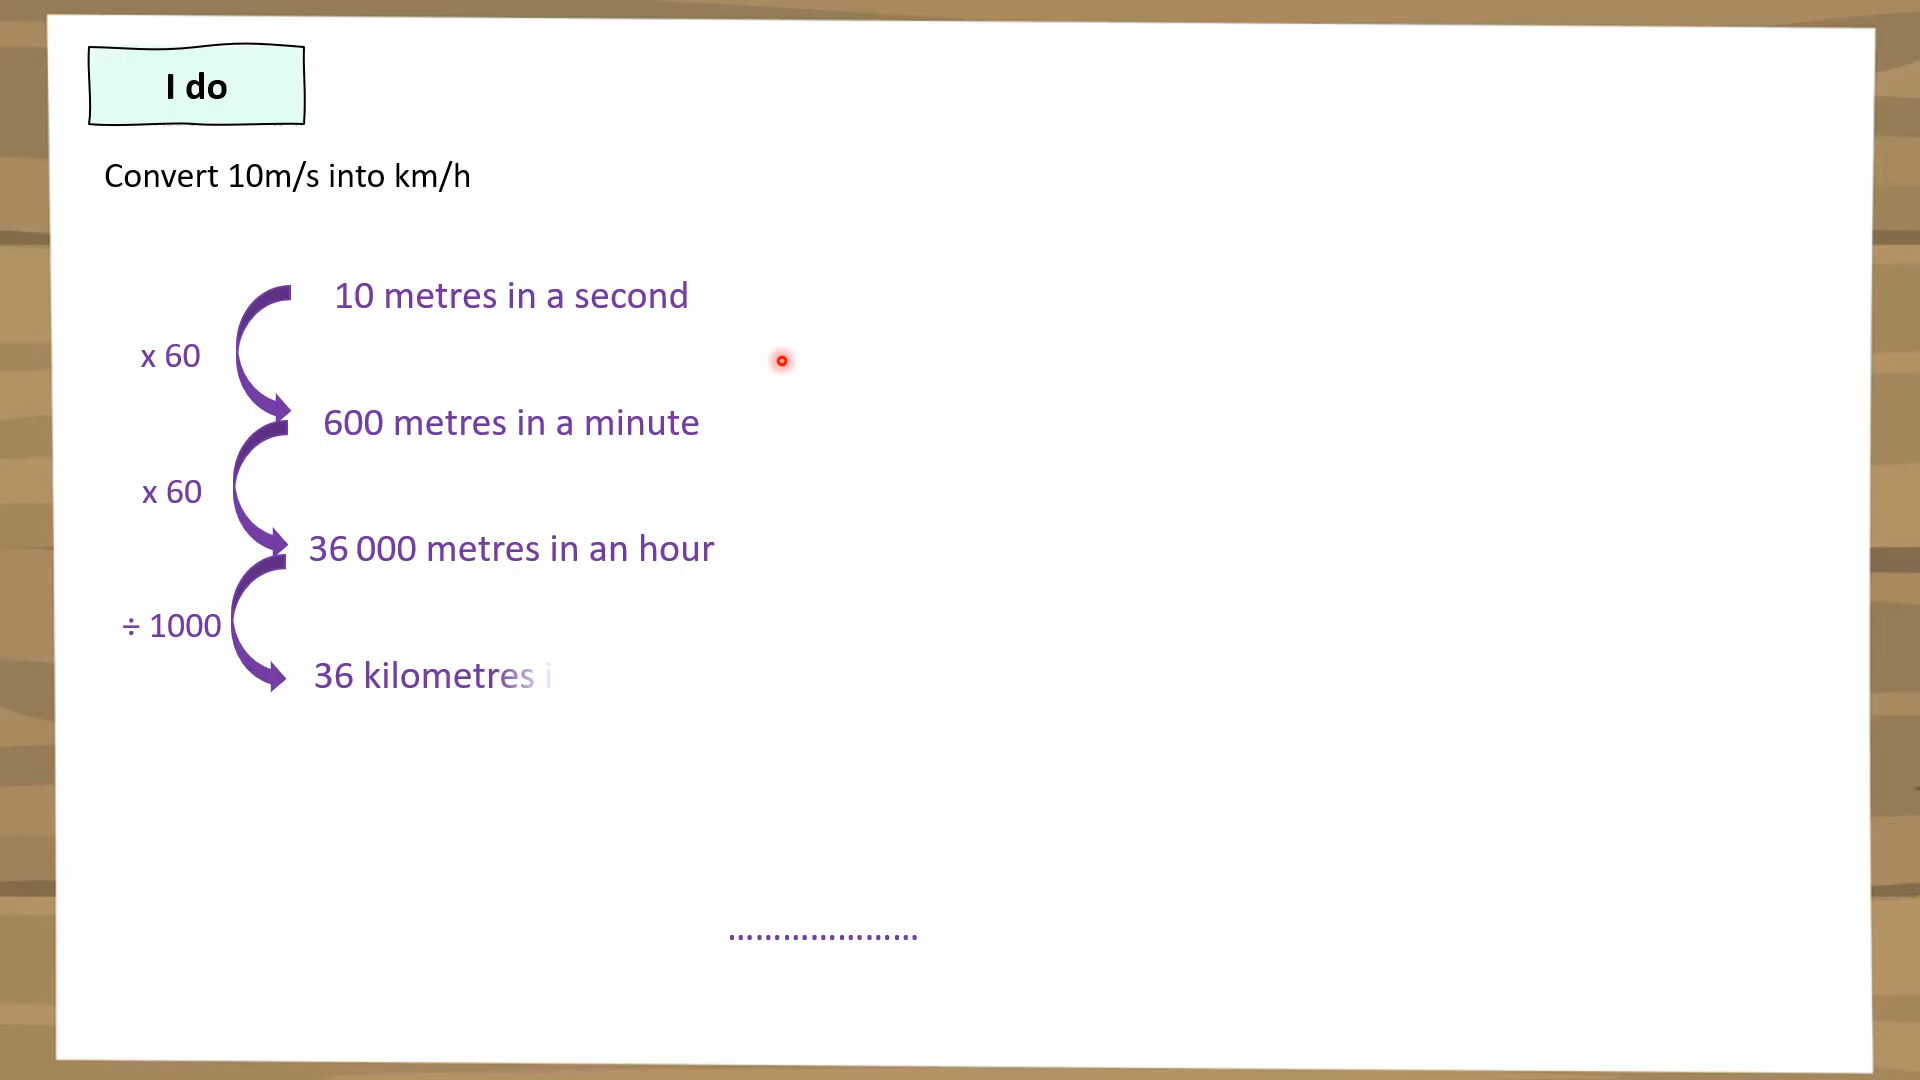 I do
Convert 10m/s into km/h
10 metres in a second
x 60
600 metres in a minute
x 60
36 000 metres in an hour
÷ 1000
36 kilometres i
.....................